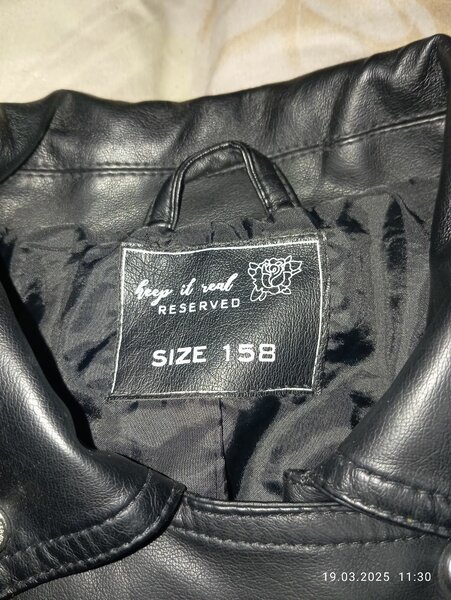 keep it real
RESERVED
SIZE 158
19.03.2025 11:30